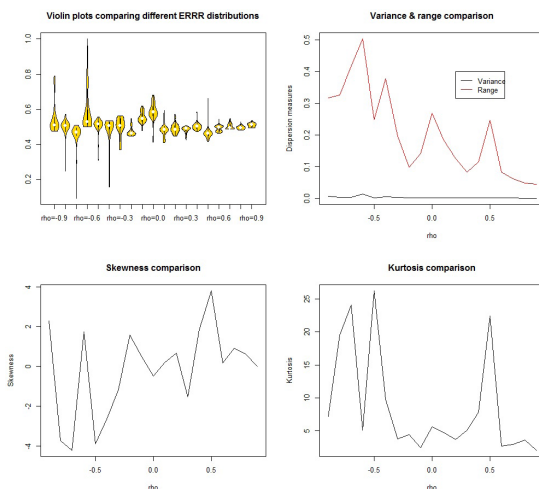 Violin plots comparing different ERRR distributions
1.0
0.8
0.6
0.4
0.2
rho=-0.9 rho=-0.6 rho=-0.3 rho=0.0 rho=0.3 rho=0.6 rho=0.9
Variance & range comparison
Dispersion measures
0.5
0.4
0.3
0.2
0.1
0.0
Variance
Range
-0.5 0.0 0.5
rho
Skewness comparison
Skewness
4
2
0
-2
-4
-0.5 0.0 0.5
rho
Kurtosis comparison
Kurtosis
25
20
15
10
5
-0.5 0.0 0.5
rho